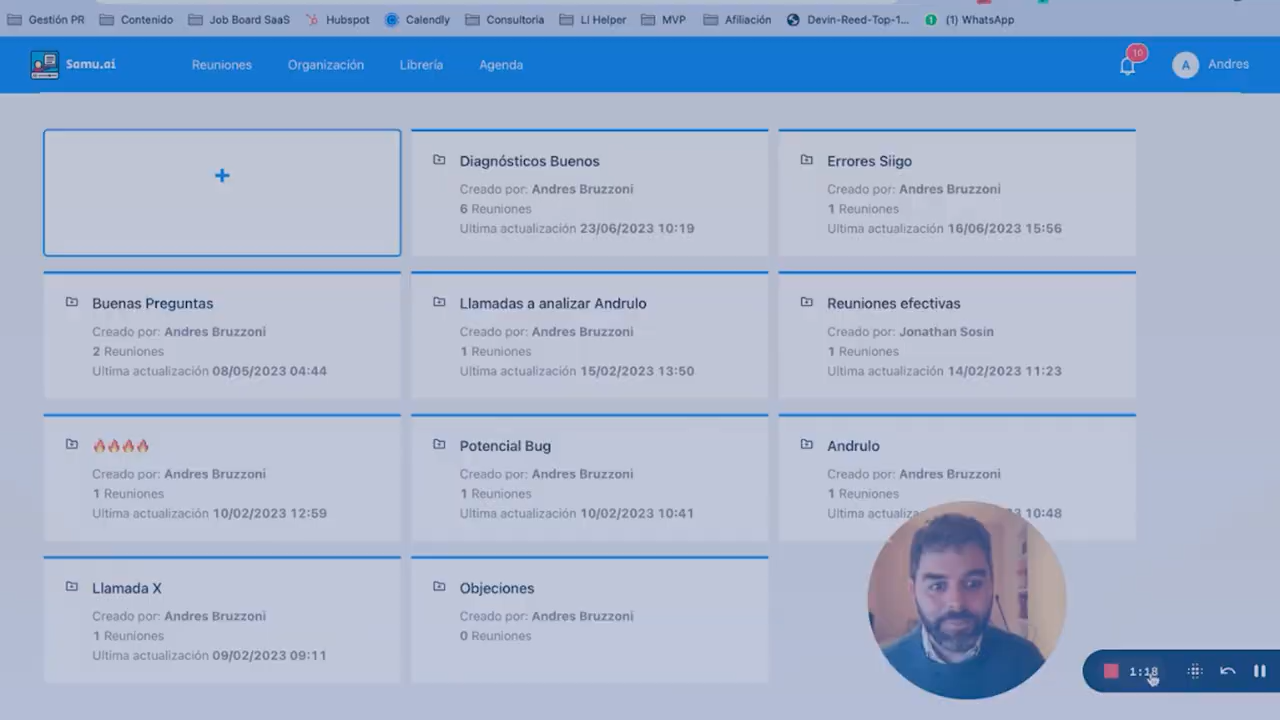 Gestión PR Contenido Job Board SaaS Hubspot Calendly Consultoria LI Helper MVP Afiliación Devin-Reed-Top-1... (1) WhatsApp
Samu.ai Reuniones Organización Librería Agenda 10 A Andres
+
Diagnósticos Buenos
Creado por: Andres Bruzzoni
6 Reuniones
Ultima actualización 23/06/2023 10:19
Errores Siigo
Creado por: Andres Bruzzoni
1 Reuniones
Ultima actualización 16/06/2023 15:56
Buenas Preguntas
Creado por: Andres Bruzzoni
2 Reuniones
Ultima actualización 08/05/2023 04:44
Llamadas a analizar Andrulo
Creado por: Andres Bruzzoni
1 Reuniones
Ultima actualización 15/02/2023 13:50
Reuniones efectivas
Creado por: Jonathan Sosin
1 Reuniones
Ultima actualización 14/02/2023 11:23
🔥🔥🔥🔥
Creado por: Andres Bruzzoni
1 Reuniones
Ultima actualización 10/02/2023 12:59
Potencial Bug
Creado por: Andres Bruzzoni
1 Reuniones
Ultima actualización 10/02/2023 10:41
Andrulo
Creado por: Andres Bruzzoni
1 Reuniones
Ultima 10:48
Llamada X
Creado por: Andres Bruzzoni
1 Reuniones
Ultima actualización 09/02/2023 09:11
Objeciones
Creado por: Andres Bruzzoni
0 Reuniones
1:18